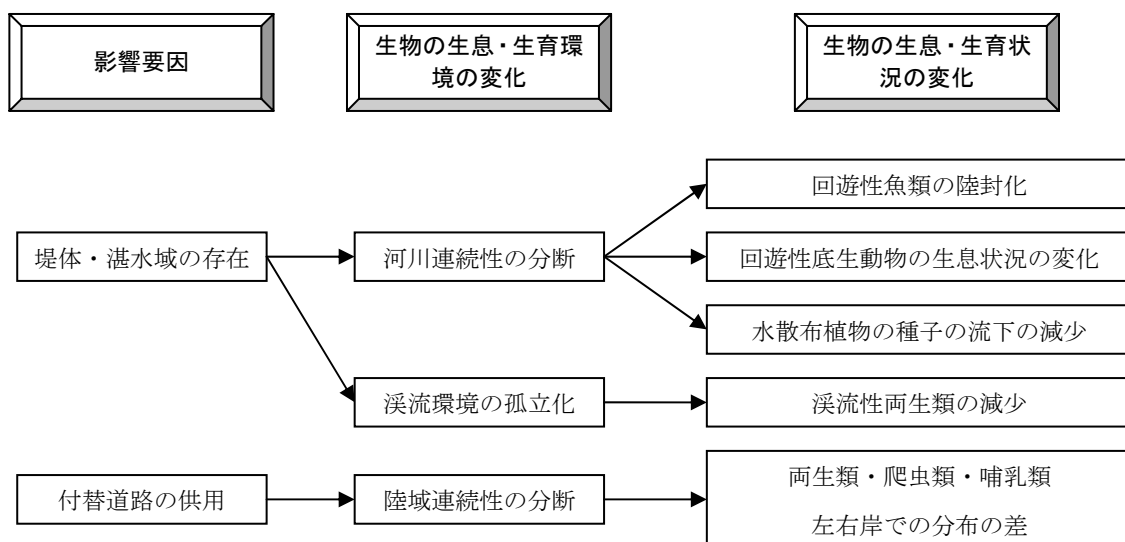 影響要因
生物の生息・生育環
境の変化
生物の生息・生育状
況の変化
回遊性魚類の陸封化
堤体・湛水域の存在
河川連続性の分断
回遊性底生動物の生息状況の変化
水散布植物の種子の流下の減少
渓流環境の孤立化
渓流性両生類の減少
付替道路の供用
陸域連続性の分断
両生類・爬虫類・哺乳類
左右岸での分布の差